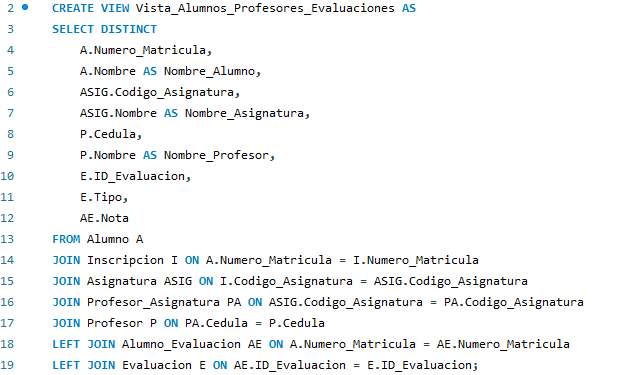 2 CREATE VIEW Vista_Alumnos_Profesores_Evaluaciones AS
3 SELECT DISTINCT
4 A.Numero_Matricula,
5 A.Nombre AS Nombre_Alumno,
6 ASIG.Codigo_Asignatura,
7 ASIG.Nombre AS Nombre_Asignatura,
8 P.Cedula,
9 P.Nombre AS Nombre_Profesor,
10 E.ID_Evaluacion,
11 E.Tipo,
12 AE.Nota
13 FROM Alumno A
14 JOIN Inscripcion I ON A.Numero_Matricula = I.Numero_Matricula
15 JOIN Asignatura ASIG ON I.Codigo_Asignatura = ASIG.Codigo_Asignatura
16 JOIN Profesor_Asignatura PA ON ASIG.Codigo_Asignatura = PA.Codigo_Asignatura
17 JOIN Profesor P ON PA.Cedula = P.Cedula
18 LEFT JOIN Alumno_Evaluacion AE ON A.Numero_Matricula = AE.Numero_Matricula
19 LEFT JOIN Evaluacion E ON AE.ID_Evaluacion = E.ID_Evaluacion;